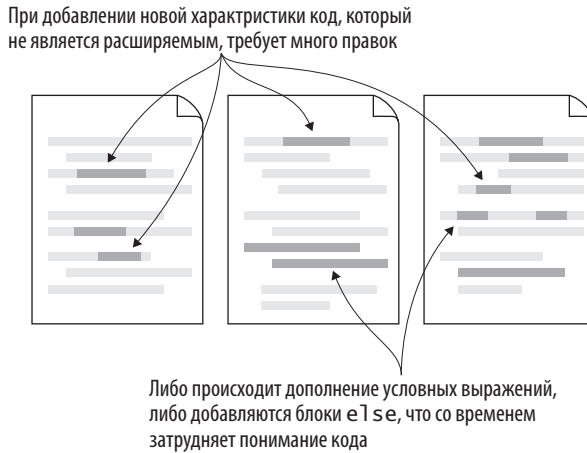 При добавлении новой харакtристики код, который
не является расширяемым, требует много правок
Либо происходит дополнение условных выражений,
либо добавляются блоки else, что со временем
затрудняет понимание кода